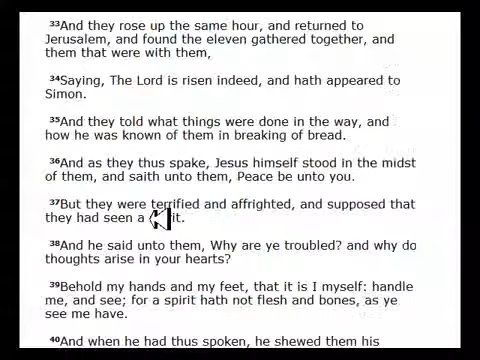 33And they rose up the same hour, and returned to
Jerusalem, and found the eleven gathered together, and
them that were with them,
34Saying, The Lord is risen indeed, and hath appeared to
Simon.
35And they told what things were done in the way, and
how he was known of them in breaking of bread.
36And as they thus spake, Jesus himself stood in the midst
of them, and saith unto them, Peace be unto you.
37But they were terrified and affrighted, and supposed that
they had seen a
38And he said unto them, Why are ye troubled? and why do
thoughts arise in your hearts?
39Behold my hands and my feet, that it is I myself: handle
me, and see; for a spirit hath not flesh and bones, as ye
see me have.
40And when he had thus spoken, he shewed them his